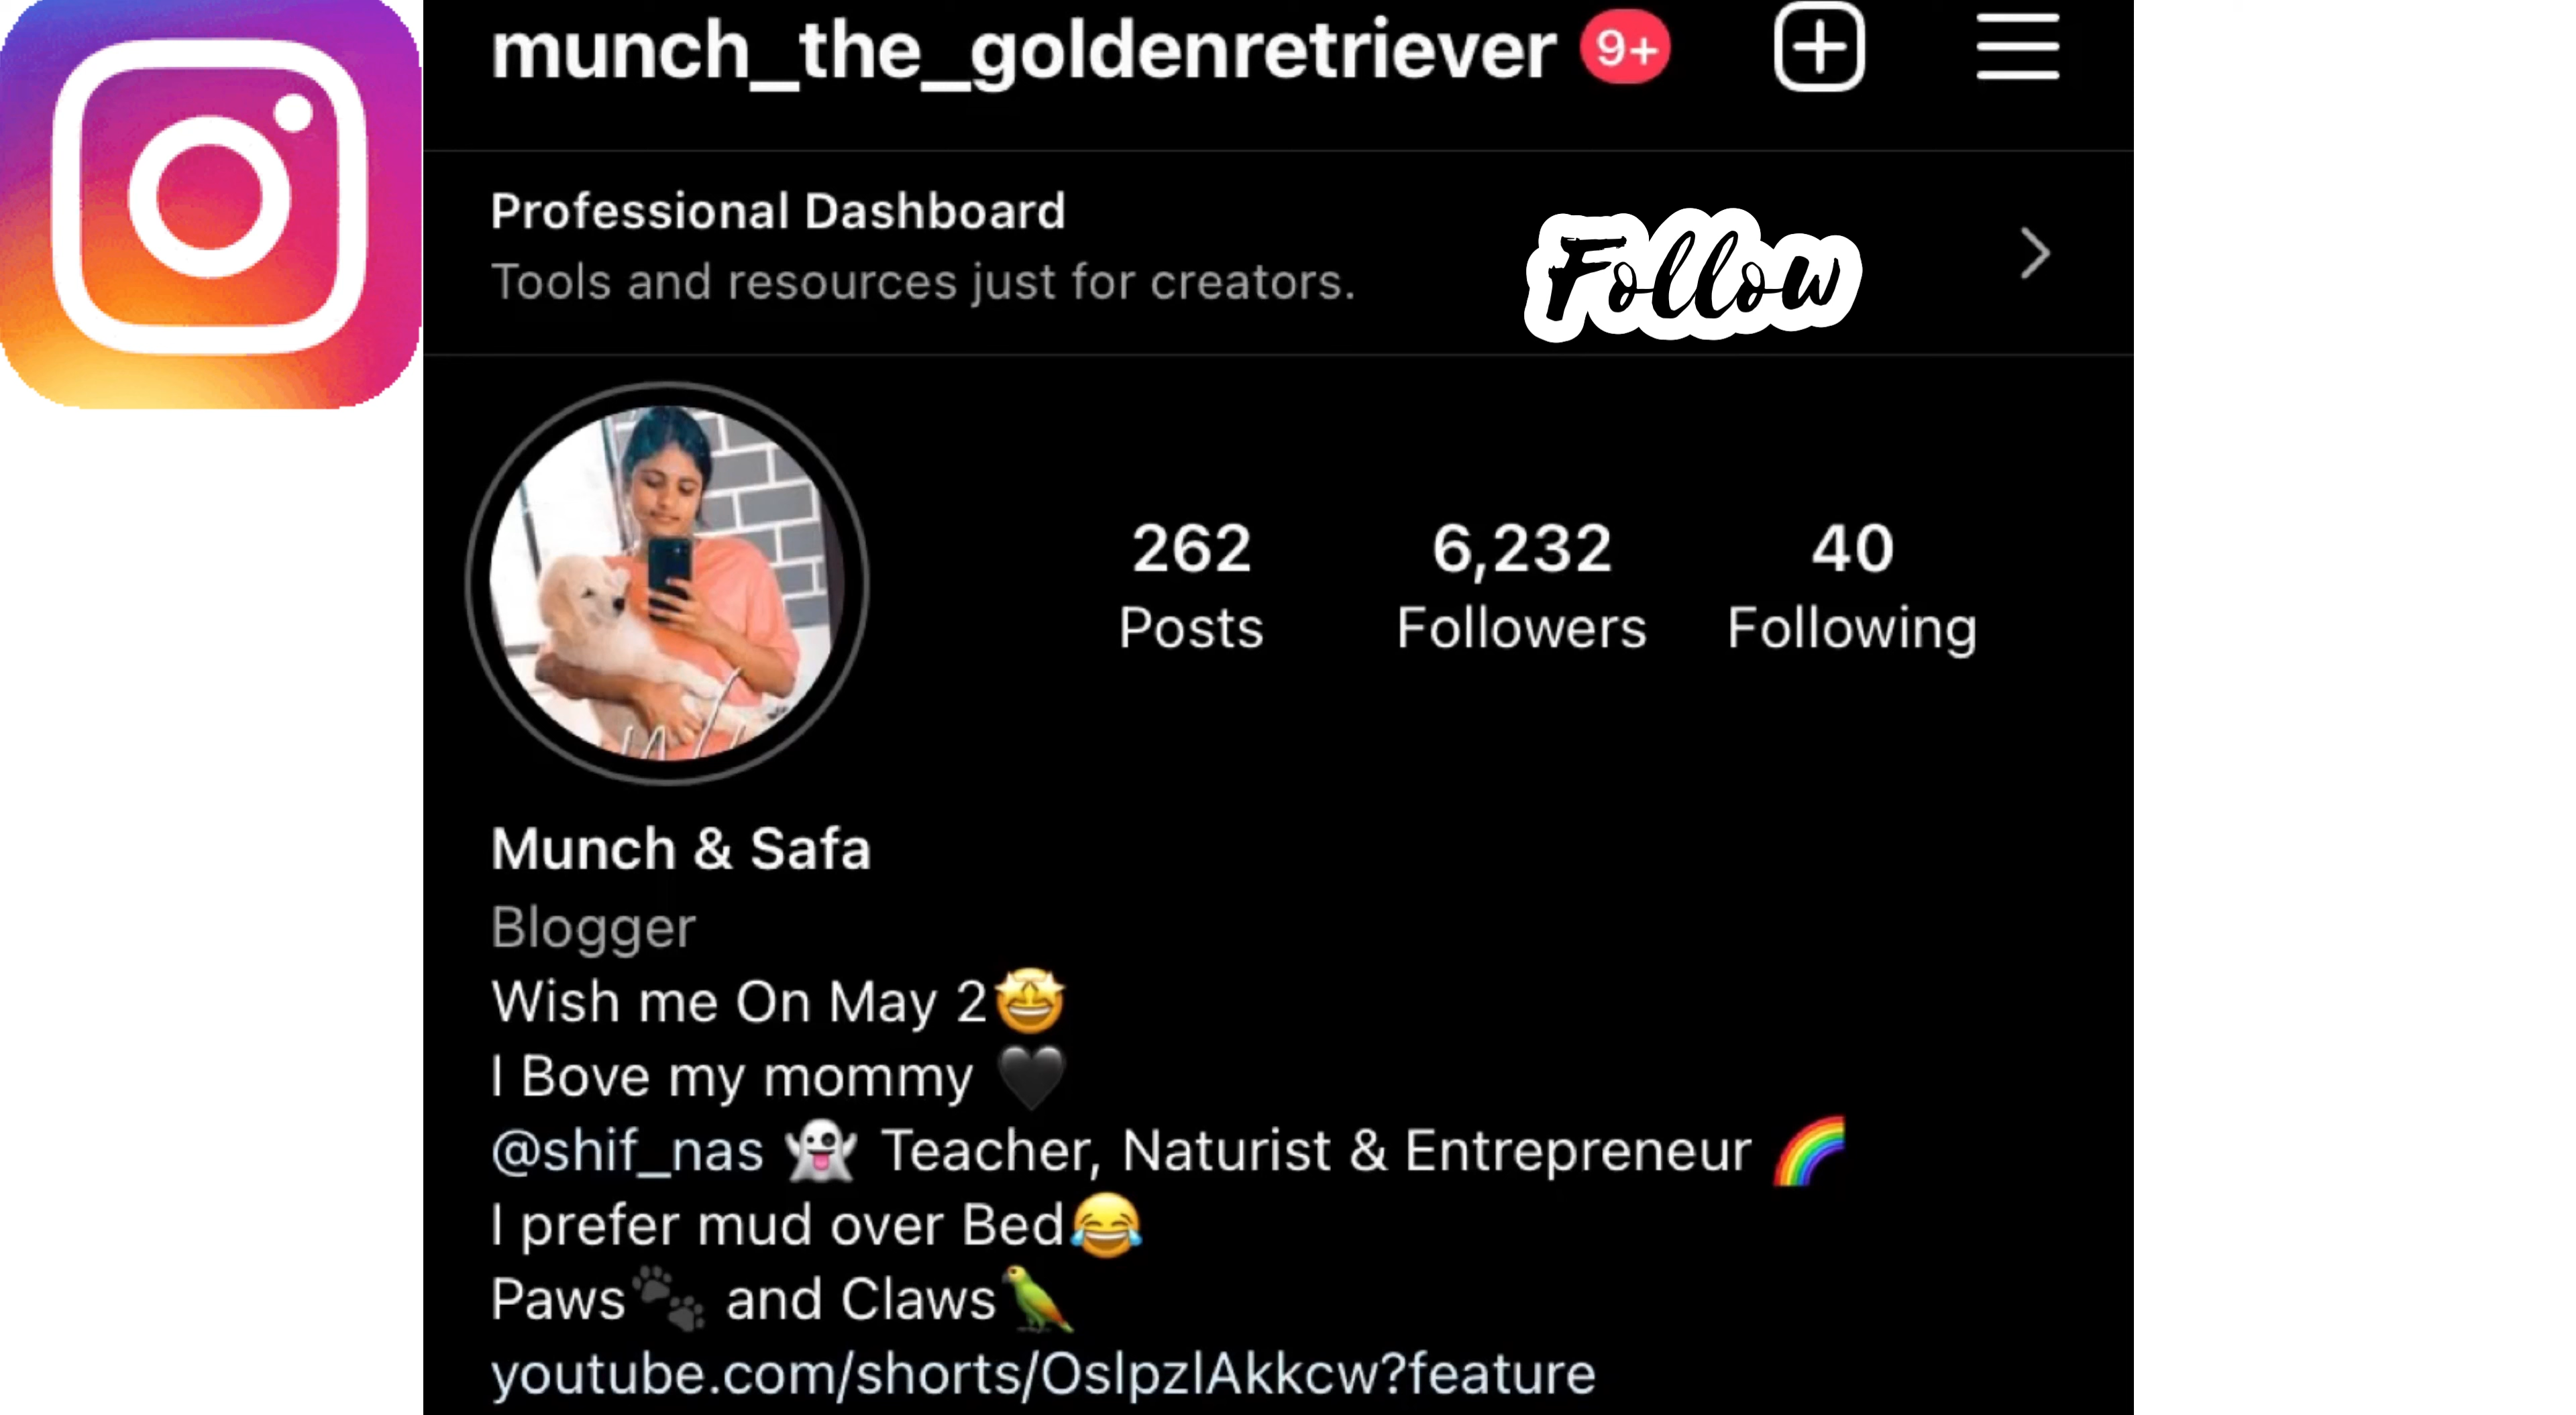 munch_the_goldenretriever 9+
Professional Dashboard
Tools and resources just for creators.
Follow
262 6,232 40
Posts Followers Following
Munch & Safa
Blogger
Wish me On May 2🤩
I Bove my mommy 🖤
@shif_nas 👻 Teacher, Naturist & Entrepreneur 🌈
I prefer mud over Bed😂
Paws🐾 and Claws🦜
youtube.com/shorts/OslpzlAkkcw?feature